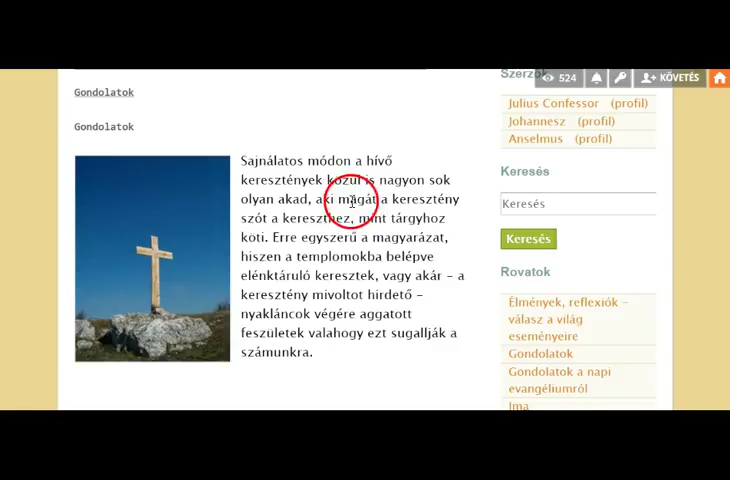 Szerzők
524
KÖVETÉS
Gondolatok
Gondolatok
Sajnálatos módon a hívő
keresztények közül is nagyon sok
olyan akad, aki magát a keresztény
szót a kereszthez, mint tárgyhoz
köti. Erre egyszerű a magyarázat,
hiszen a templomokba belépve
elénktáruló keresztek, vagy akár – a
keresztény mivoltot hirdető –
nyakláncok végére aggatott
feszületek valahogy ezt sugallják a
számunkra.
Julius Confessor (profil)
Johannesz (profil)
Anselmus (profil)
Keresés
Keresés
Keresés
Rovatok
Élmények, reflexiók –
válasz a világ
eseményeire
Gondolatok
Gondolatok a napi
evangéliumról
Ima